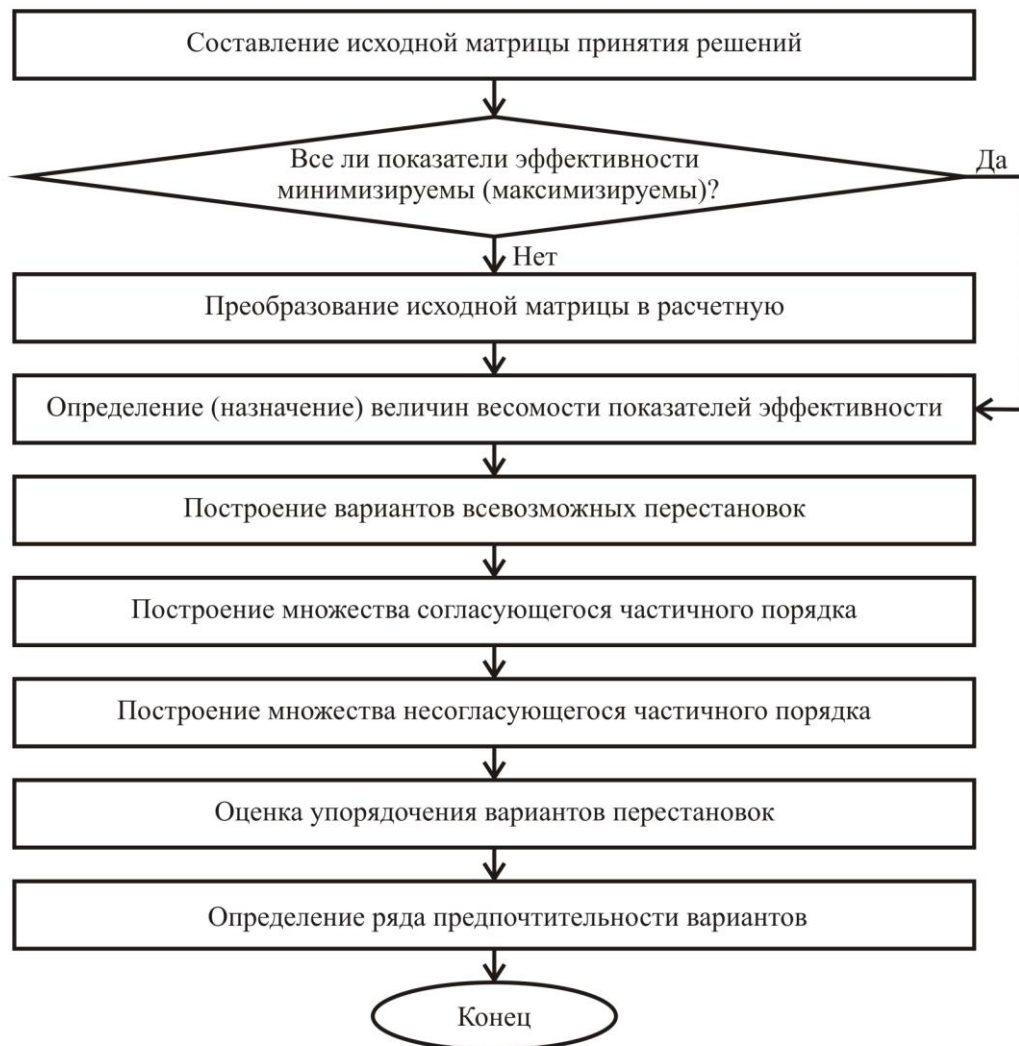 Составление исходной матрицы принятия решений
Все ли показатели эффективности
минимизируемы (максимизируемы)?
Да
Нет
Преобразование исходной матрицы в расчетную
Определение (назначение) величин весомости показателей эффективности
Построение вариантов всевозможных перестановок
Построение множества согласующегося частичного порядка
Построение множества несогласующегося частичного порядка
Оценка упорядочения вариантов перестановок
Определение ряда предпочтительности вариантов
Конец